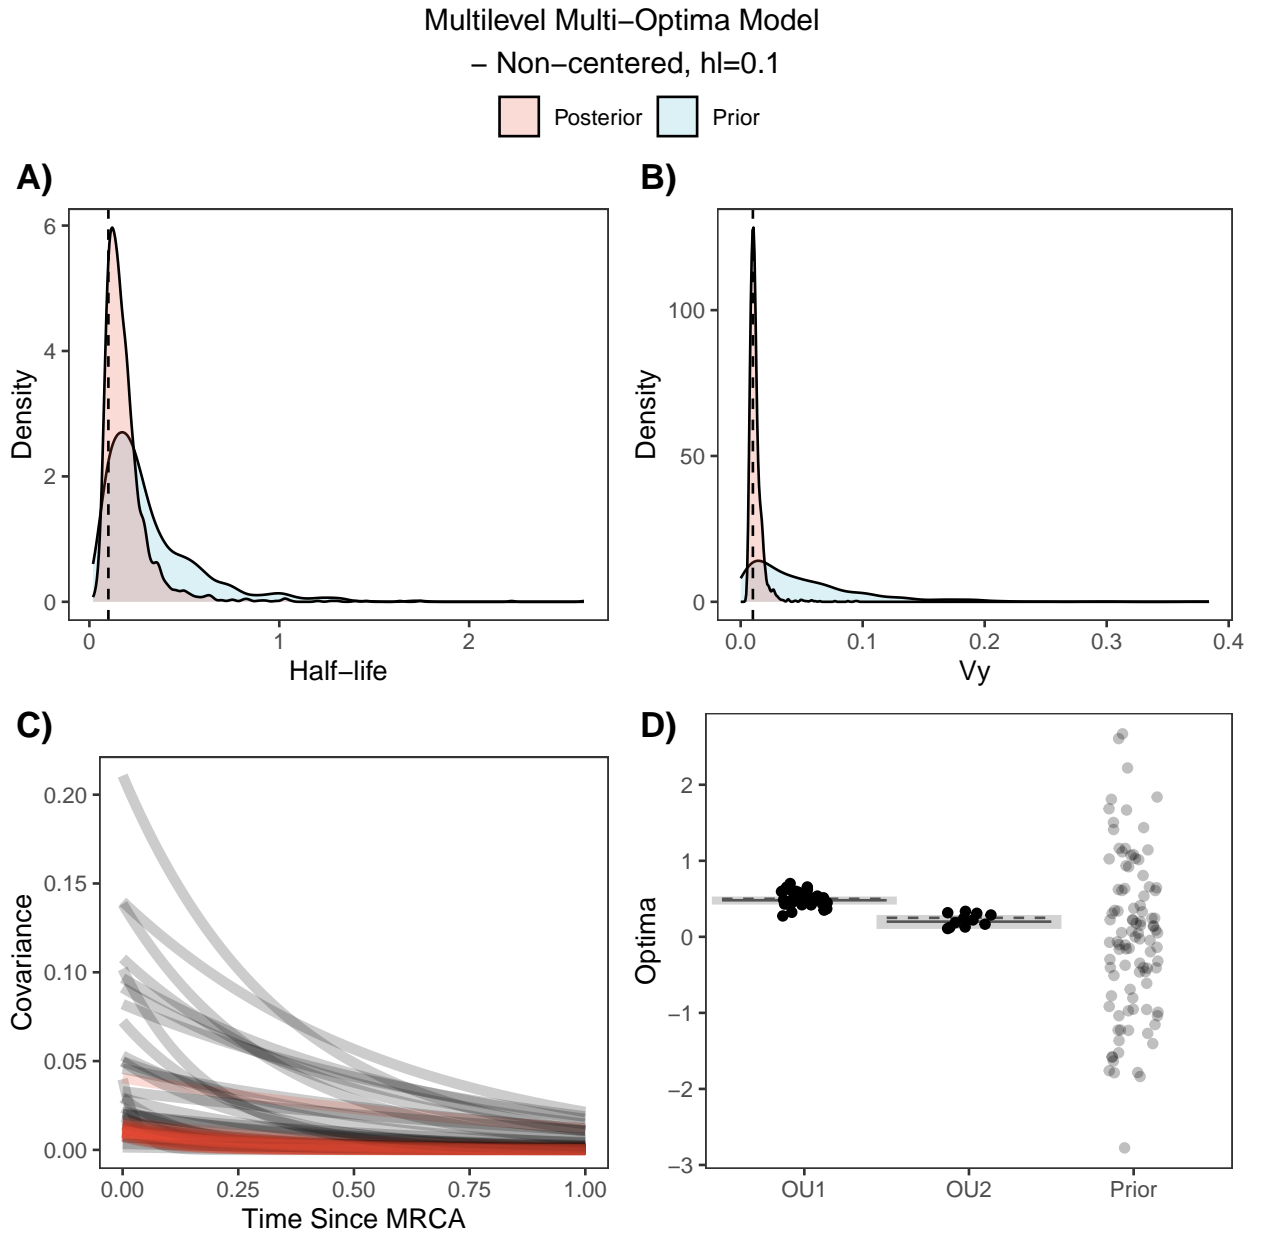 Multilevel Multi−Optima Model
− Non−centered, hl=0.1
Posterior
Prior
A)
6
4
2
0
Density
0
1
2
Half−life
B)
100
50
0
Density
0.0
0.1
0.2
0.3
0.4
Vy
C)
0.20
0.15
0.10
0.05
0.00
Covariance
0.00
0.25
0.50
0.75
1.00
Time Since MRCA
D)
2
1
0
−1
−2
−3
Optima
OU1
OU2
Prior